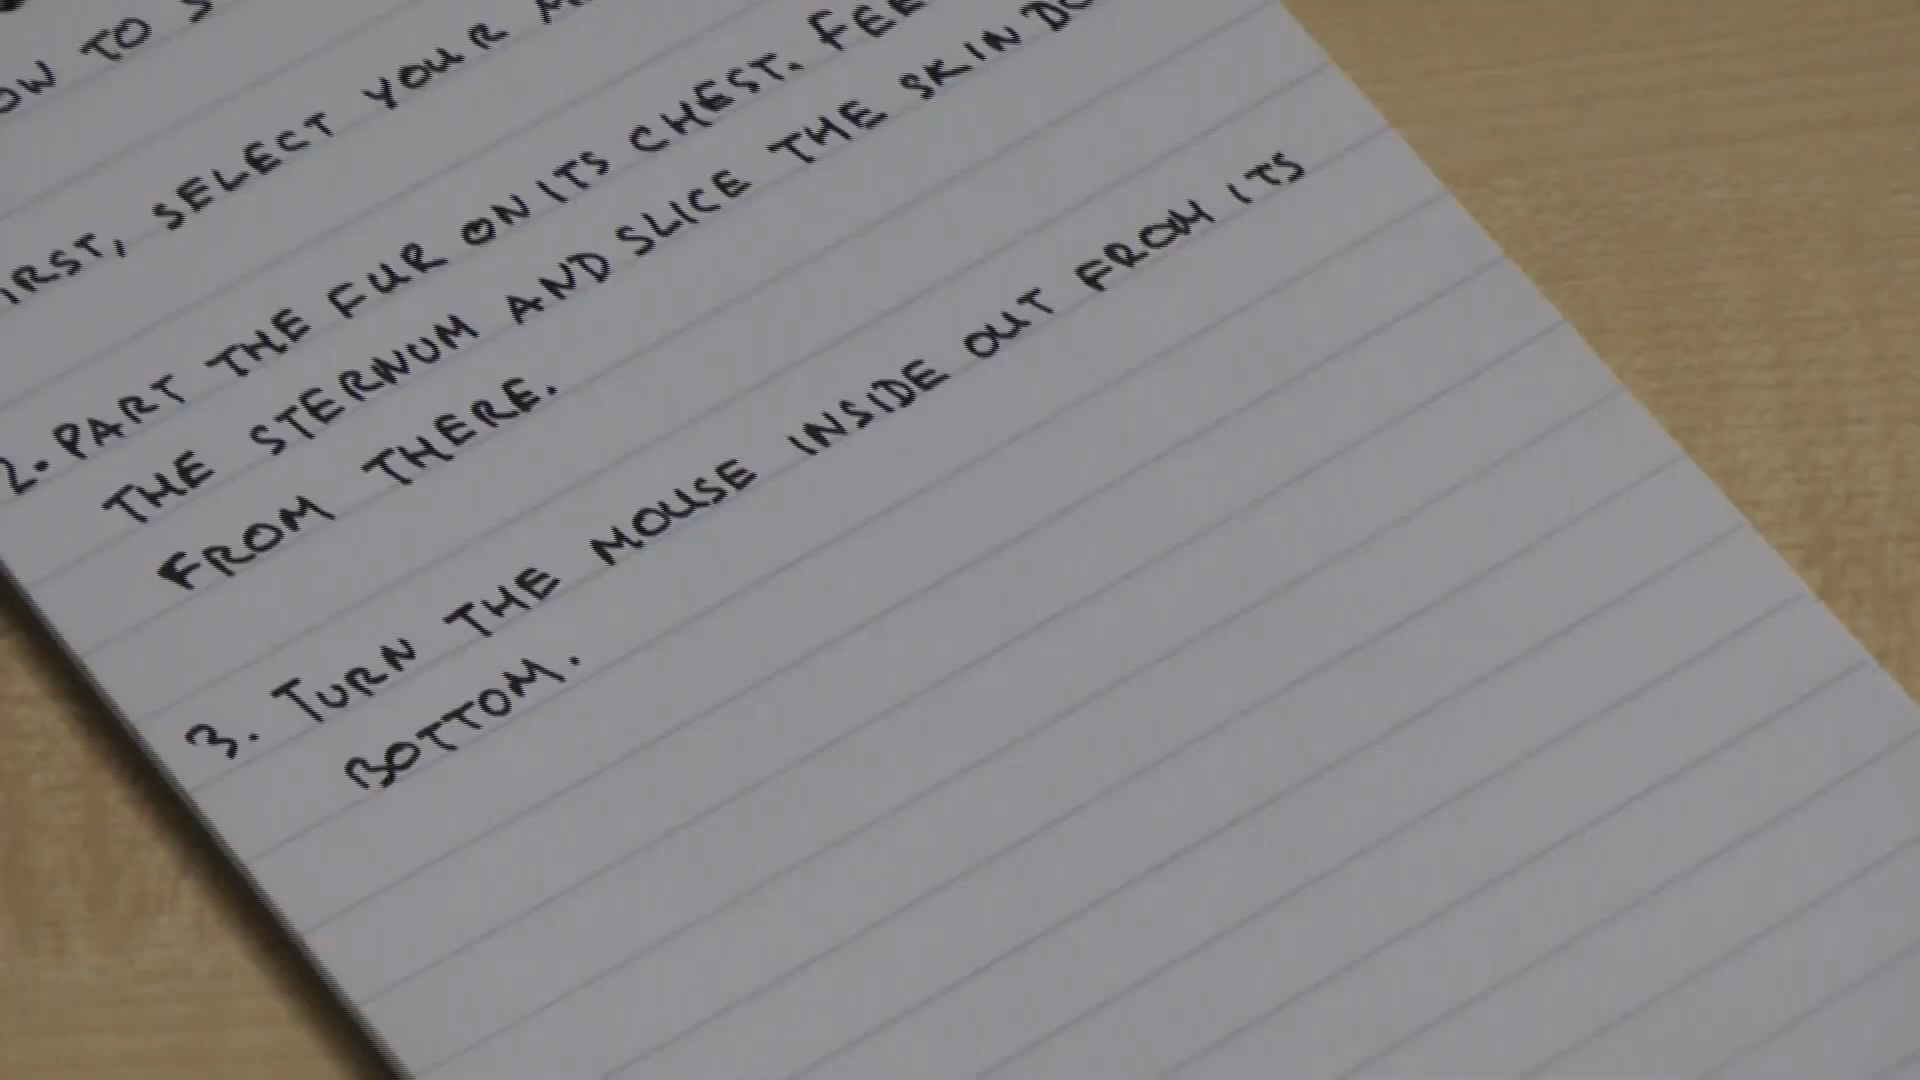 TO
FIRST, SELECT YOUR
2. PART THE FUR ON ITS CHEST.
THE STERNUM AND SLICE THE SKIN
FROM THERE.
3. TURN THE MOUSE INSIDE OUT FROM ITS
BOTTOM.